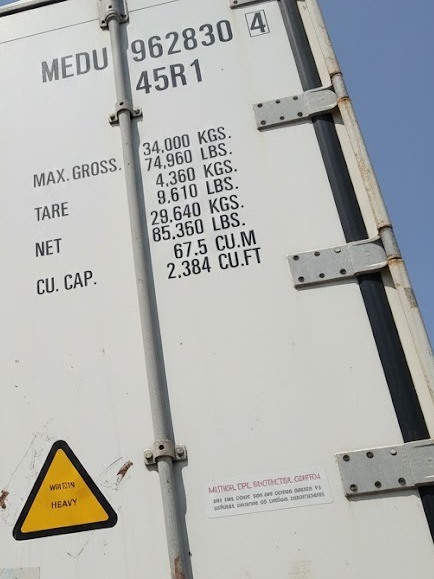 MEDU 962830 4
45R1
MAX. GROSS. 34,000 KGS.
74,960 LBS.
TARE 4,360 KGS.
9,610 LBS.
NET 29,640 KGS.
85,360 LBS.
CU. CAP. 67.5 CU.M
2,384 CU.FT
HEAVY